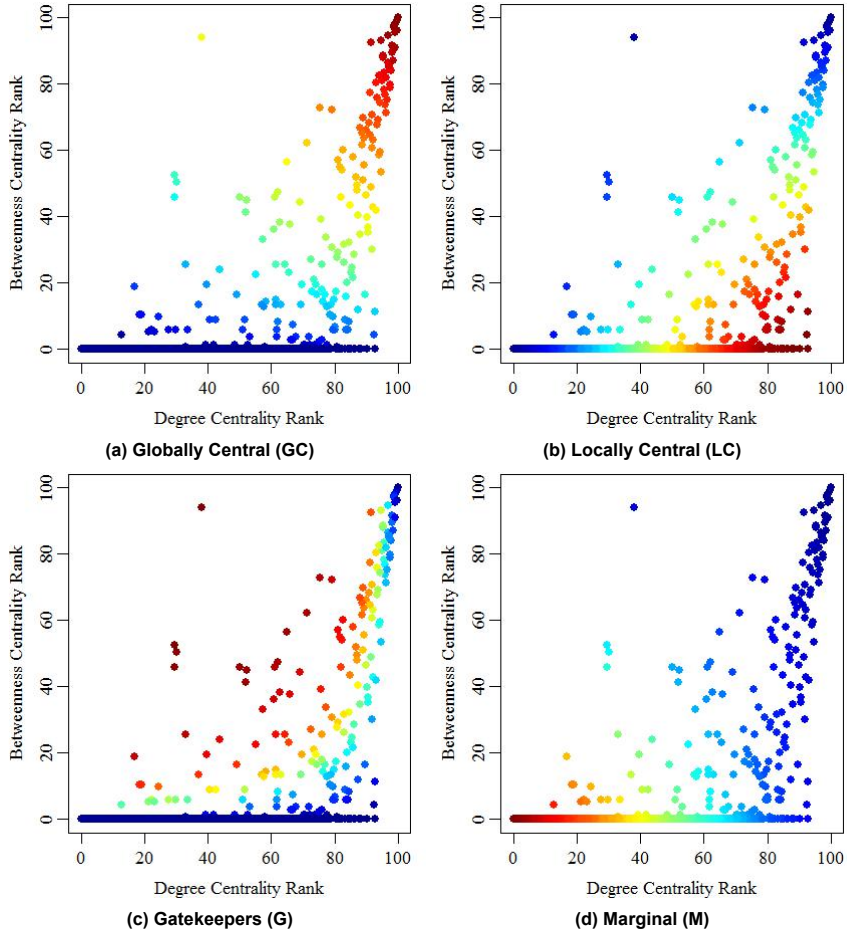 100
80
60
40
20
0
Betweenness Centrality Rank
0 20 40 60 80 100
Degree Centrality Rank
(a) Globally Central (GC)
100
80
60
40
20
0
Betweenness Centrality Rank
0 20 40 60 80 100
Degree Centrality Rank
(b) Locally Central (LC)
100
80
60
40
20
0
Betweenness Centrality Rank
0 20 40 60 80 100
Degree Centrality Rank
(c) Gatekeepers (G)
100
80
60
40
20
0
Betweenness Centrality Rank
0 20 40 60 80 100
Degree Centrality Rank
(d) Marginal (M)